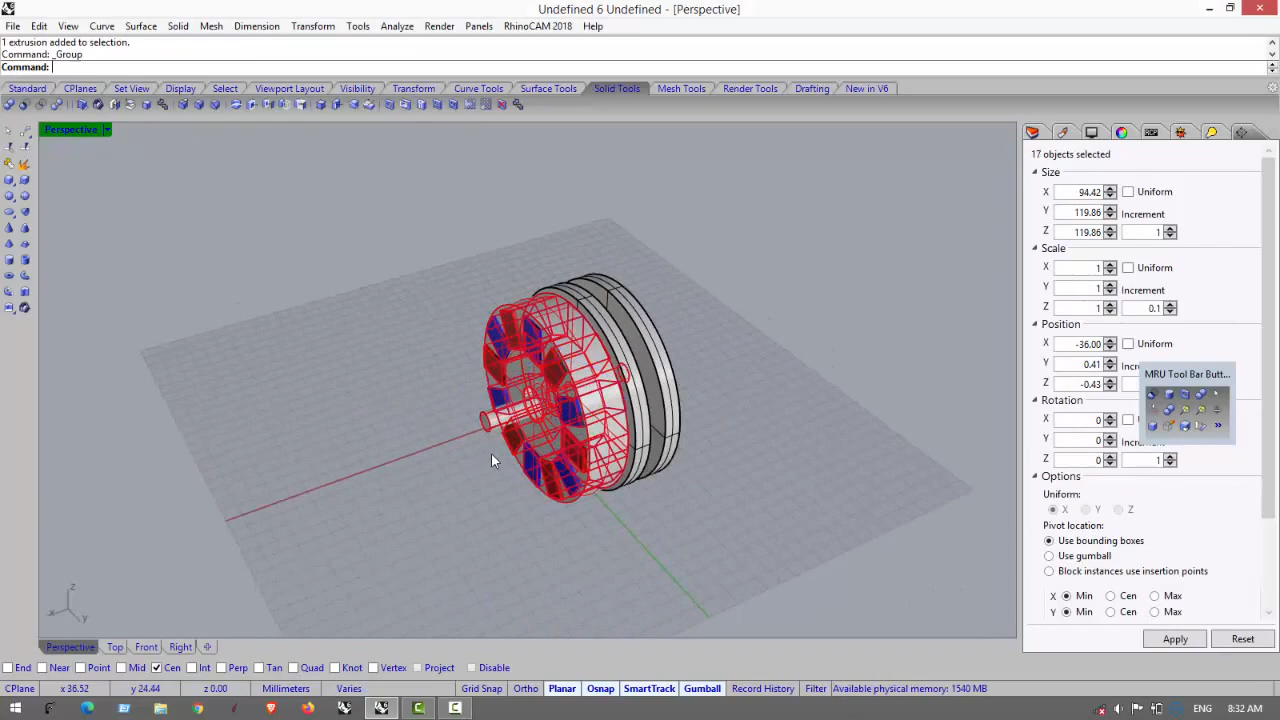 Undefined 6 Undefined - [Perspective]
File Edit View Curve Surface Solid Mesh Dimension Transform Tools Analyze Render Panels RhinoCAM 2018 Help
1 extrusion added to selection.
Command: _Group
Command:
Standard CPlanes Set View Display Select Viewport Layout Visibility Transform Curve Tools Surface Tools Solid Tools Mesh Tools Render Tools Drafting New in V6
Perspective
17 objects selected
Size
X 94.42 Uniform
Y 119.86 Increment
Z 119.86 1
Scale
X 1 Uniform
Y 1 Increment
Z 1 0.1
Position
X -36.00 Uniform
Y 0.41
Z -0.43
MRU Tool Bar Butt...
Rotation
X 0
Y 0
Z 0 1
Options
Uniform:
X Y Z
Pivot location:
Use bounding boxes
Use gumball
Block instances use insertion points
X Min Cen Max
Y Min Cen Max
Apply Reset
z
x y
Perspective Top Front Right
End Near Point Mid Cen Int Perp Tan Quad Knot Vertex Project Disable
CPlane x 36.52 y 24.44 z 0.00 Millimeters Varies Grid Snap Ortho Planar Osnap SmartTrack Gumball Record History Filter Available physical memory: 1540 MB
ENG 8:32 AM